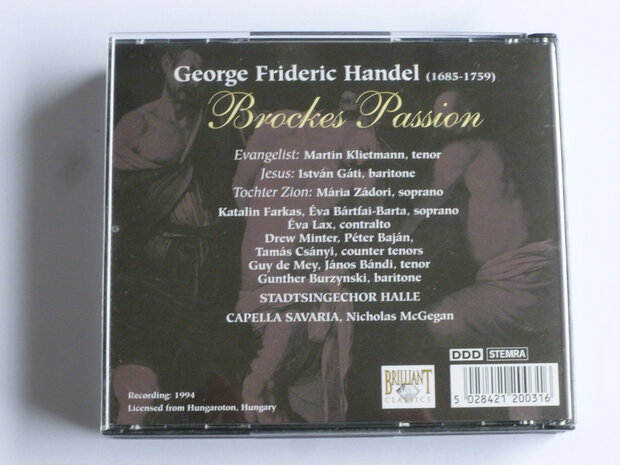 George Frideric Handel (1685-1759)
Brockes Passion
Evangelist: Martin Klietmann, tenor
Jesus: István Gáti, baritone
Tochter Zion: Mária Zádori, soprano
Katalin Farkas, Éva Bártfai-Barta, soprano
Éva Lax, contralto
Drew Minter, Péter Baján,
Tamás Csányi, counter tenors
Guy de Mey, János Bándi, tenor
Gunther Burzynski, baritone
STADTSINGECHOR HALLE
CAPELLA SAVARIA, Nicholas McGegan
DDD STEMRA
BRILLIANT
CLASSICS
5 028421 200316
Recording: 1994
Licensed from Hungaroton, Hungary